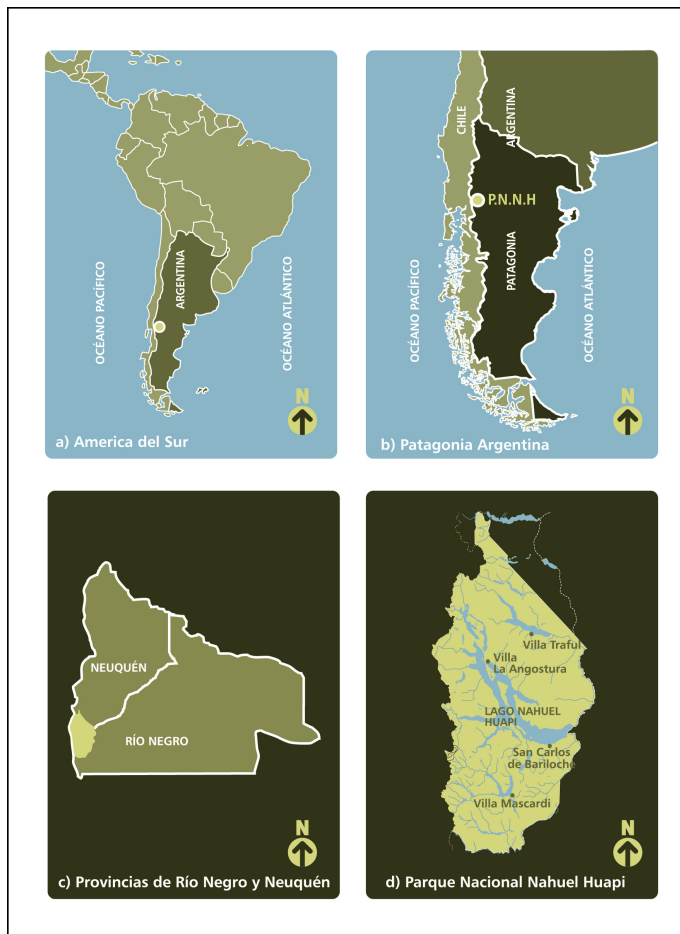 OCÉANO PACÍFICO
ARGENTINA
OCÉANO ATLÁNTICO
N
a) America del Sur
CHILE
ARGENTINA
P.N.N.H
PATAGONIA
OCÉANO PACÍFICO
OCÉANO ATLÁNTICO
N
b) Patagonia Argentina
NEUQUÉN
RÍO NEGRO
N
c) Provincias de Río Negro y Neuquén
Villa Traful
Villa
La Angostura
LAGO NAHUEL
HUAPI
San Carlos
de Bariloche
Villa Mascardi
N
d) Parque Nacional Nahuel Huapi